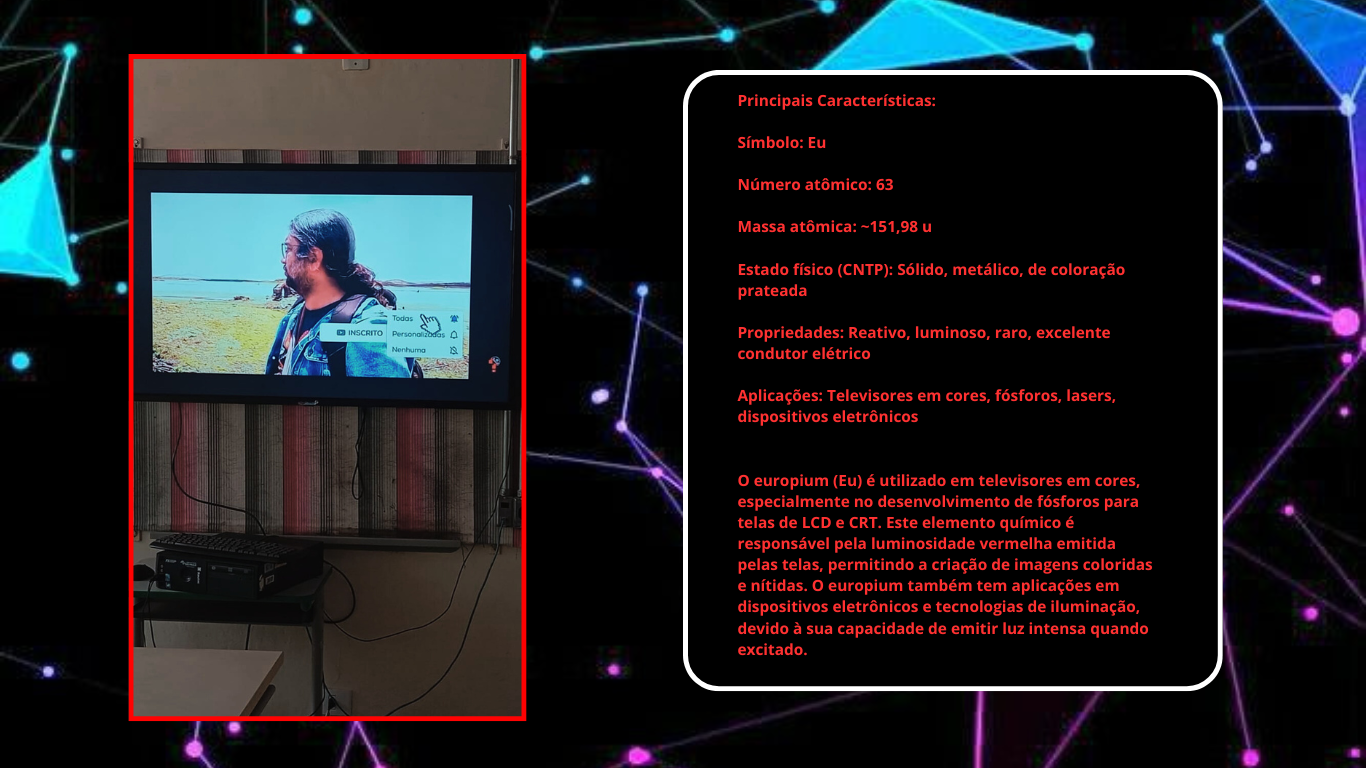 Todas
INSCRITO
Personalizadas
Nenhuma
Principais Características:
Símbolo: Eu
Número atômico: 63
Massa atômica: ~151,98 u
Estado físico (CNTP): Sólido, metálico, de coloração
prateada
Propriedades: Reativo, luminoso, raro, excelente
condutor elétrico
Aplicações: Televisores em cores, fósforos, lasers,
dispositivos eletrônicos
O europium (Eu) é utilizado em televisores em cores,
especialmente no desenvolvimento de fósforos para
telas de LCD e CRT. Este elemento químico é
responsável pela luminosidade vermelha emitida
pelas telas, permitindo a criação de imagens coloridas
e nítidas. O europium também tem aplicações em
dispositivos eletrônicos e tecnologias de iluminação,
devido à sua capacidade de emitir luz intensa quando
excitado.